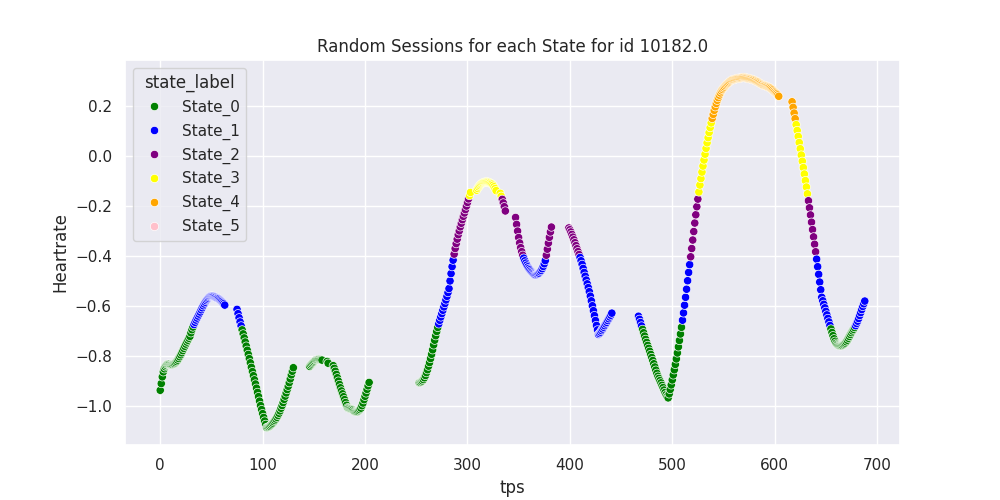 Random Sessions for each State for id 10182.0
state_label
State_0
State_1
State_2
State_3
State_4
State_5
Heartrate
0.2
0.0
−0.2
−0.4
−0.6
−0.8
−1.0
0 100 200 300 400 500 600 700
tps